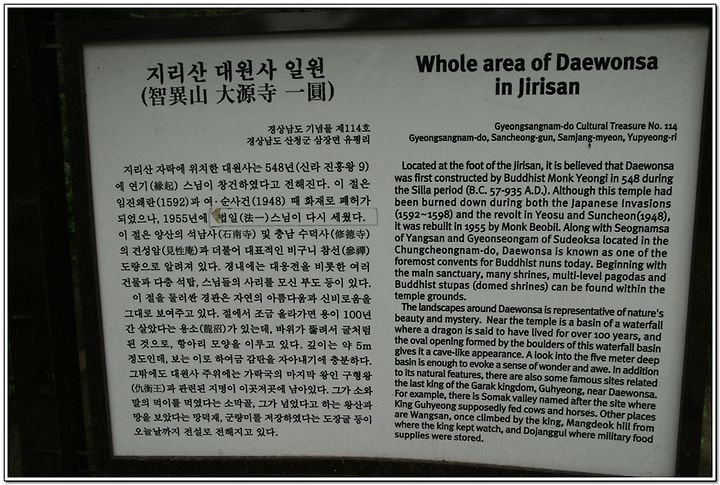 지리산 대원사 일원
(智異山 大源寺 一圓)
경상남도 기념물 제114호
경상남도 산청군 삼장면 유평리
지리산 자락에 위치한 대원사는 548년(신라 진흥왕 9)
에 연기(緣起) 스님이 창건하였다고 전해진다. 이 절은
임진왜란(1592)과 여·순사건(1948) 때 화재로 폐허가
되었으나, 1955년에 법일(法一)스님이 다시 세웠다.
이 절은 양산의 석남사(石南寺) 및 충남 수덕사(修德寺)
의 견성암(見性庵)과 더불어 대표적인 비구니 참선(參禪)
도량으로 알려져 있다. 경내에는 대웅전을 비롯한 여러
건물과 다층 석탑, 스님들의 사리를 모신 부도 등이 있다.
이 절을 둘러싼 경관은 자연의 아름다움과 신비로움을
그대로 보여주고 있다. 절에서 조금 올라가면 용이 100년
간 살았다는 용소(龍沼)가 있는데, 바위가 뚫려서 굴처럼
된 것으로, 항아리 모양을 이루고 있다. 깊이는 약 5m
정도인데, 보는 이로 하여금 감탄을 자아내기에 충분하다.
그밖에도 대원사 주위에는 가락국의 마지막 왕인 구형왕
(仇衡王)과 관련된 지명이 이곳저곳에 남아있다. 그가 소와
말의 먹이를 먹였다는 소막골, 그가 넘었다고 하는 왕산과
망을 보았다는 망덕재, 군량미를 저장하였다는 도장굴 등이
오늘날까지 전설로 전해지고 있다.
Whole area of Daewonsa
in Jirisan
Gyeongsangnam-do Cultural Treasure No. 114
Gyeongsangnam-do, Sancheong-gun, Samjang-myeon, Yupyeong-ri
Located at the foot of the Jirisan, it is believed that Daewonsa
was first constructed by Buddhist Monk Yeongi in 548 during
the Silla period (B.C. 57-935 A.D.). Although this temple had
been burned down during both the Japanese Invasions
(1592~1598) and the revolt in Yeosu and Suncheon(1948),
it was rebuilt in 1955 by Monk Beobil. Along with Seognamsa
of Yangsan and Gyeonseongam of Sudeoksa located in the
Chungcheongnam-do, Daewonsa is known as one of the
foremost convents for Buddhist nuns today. Beginning with
the main sanctuary, many shrines, multi-level pagodas and
Buddhist stupas (domed shrines) can be found within the
temple grounds.
The landscapes around Daewonsa is representative of nature's
beauty and mystery. Near the temple is a basin of a waterfall
where a dragon is said to have lived for over 100 years, and
the oval opening formed by the boulders of this waterfall basin
gives it a cave-like appearance. A look into the five meter deep
basin is enough to evoke a sense of wonder and awe. In addition
to its natural features, there are also some famous sites related
the last king of the Garak kingdom, Guhyeong, near Daewonsa.
For example, there is Somak valley named after the site where
King Guhyeong supposedly fed cows and horses. Other places
are Wangsan, once climbed by the king, Mangdeok hill from
where the king kept watch, and Dojanggul where military food
supplies were stored.